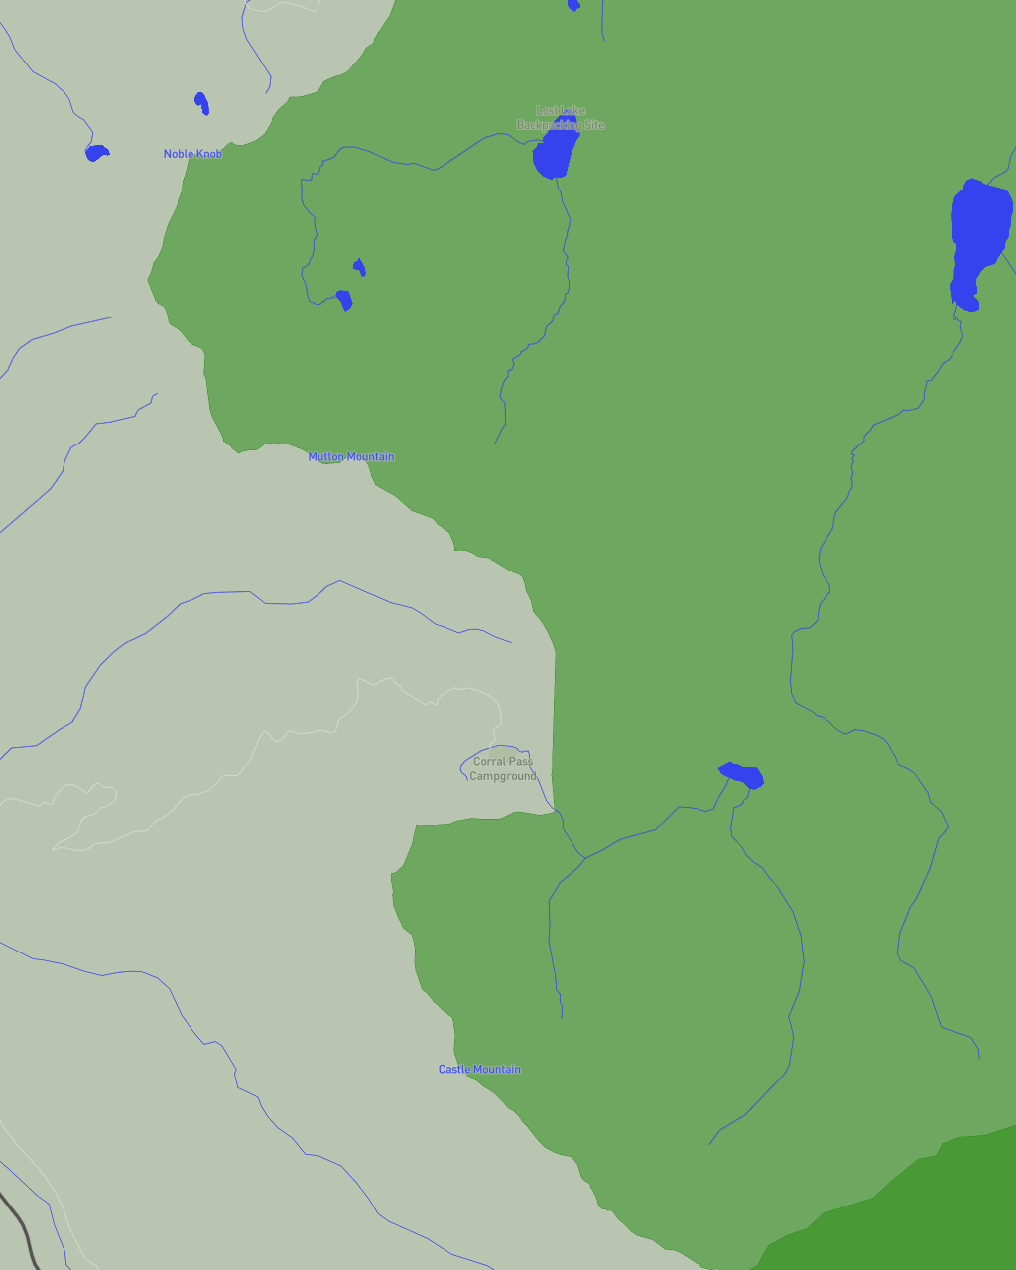 Lost Lake
Backpacking Site
Noble Knob
Mutton Mountain
Corral Pass
Campground
Castle Mountain